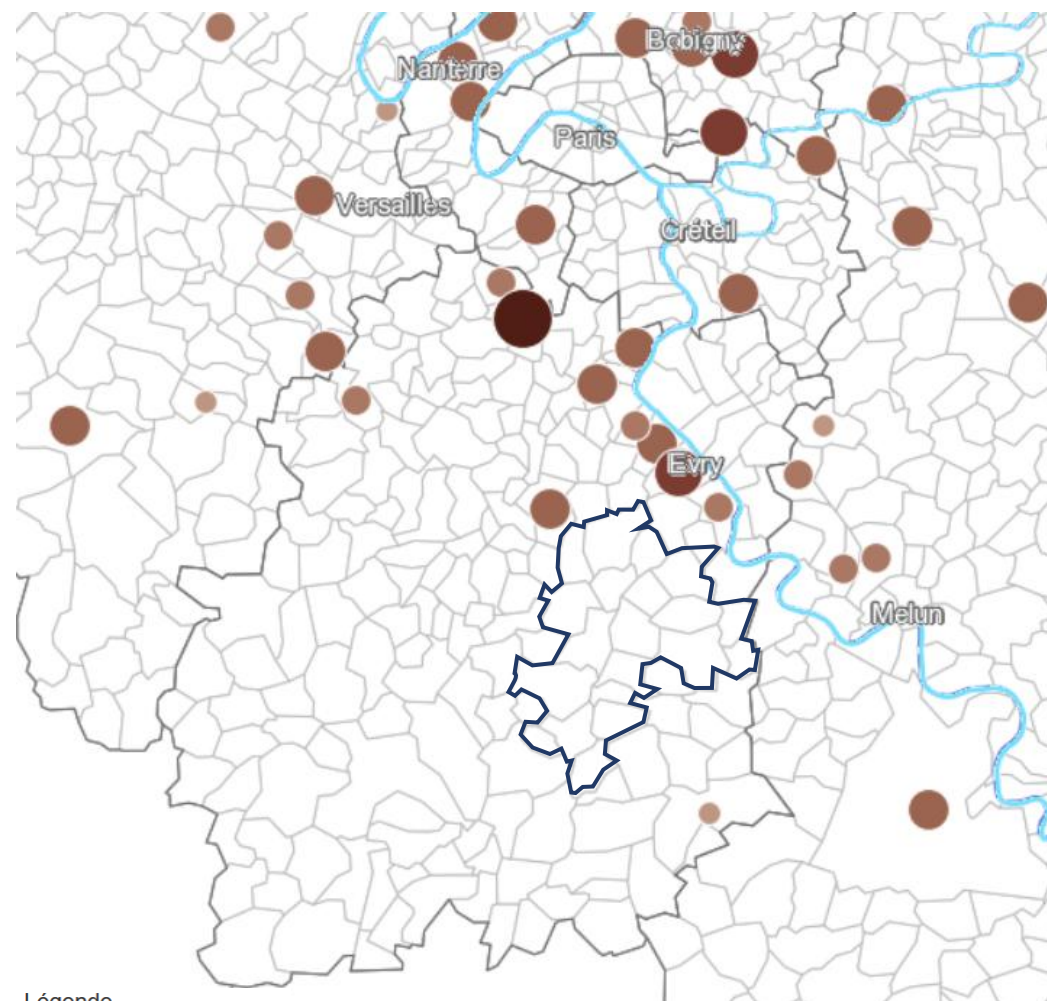 Bobigny
Nanterre
Paris
Versailles
Créteil
Evry
Melun
Légende